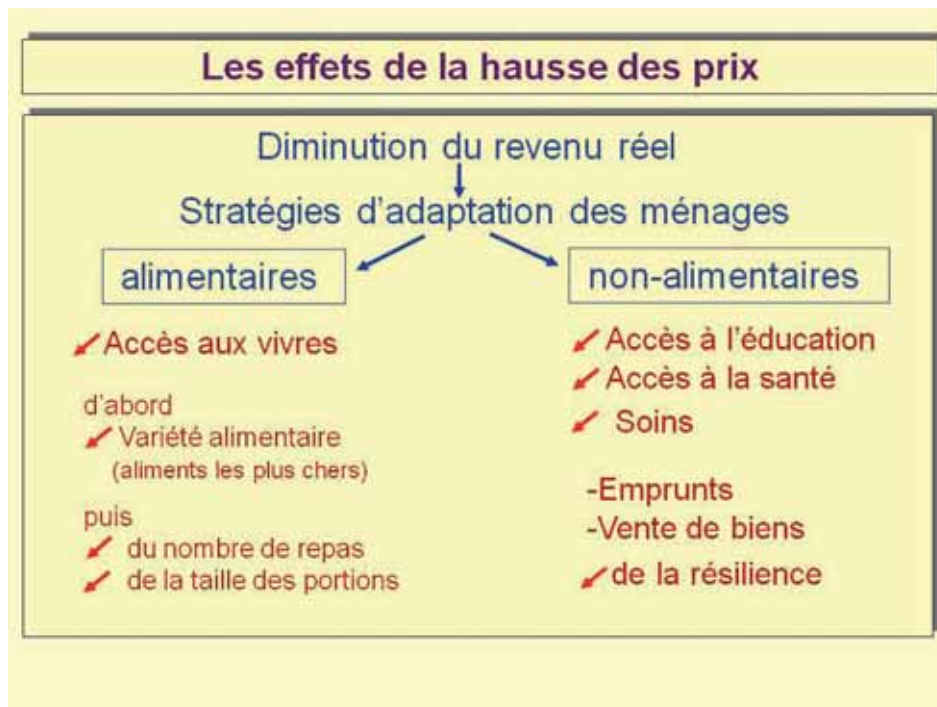 Les effets de la hausse des prix
Diminution du revenu réel
Stratégies d'adaptation des ménages
alimentaires
Accès aux vivres
d'abord
Variété alimentaire
(aliments les plus chers)
puis
du nombre de repas
de la taille des portions
non-alimentaires
Accès à l'éducation
Accès à la santé
Soins
-Emprunts
-Vente de biens
de la résilience